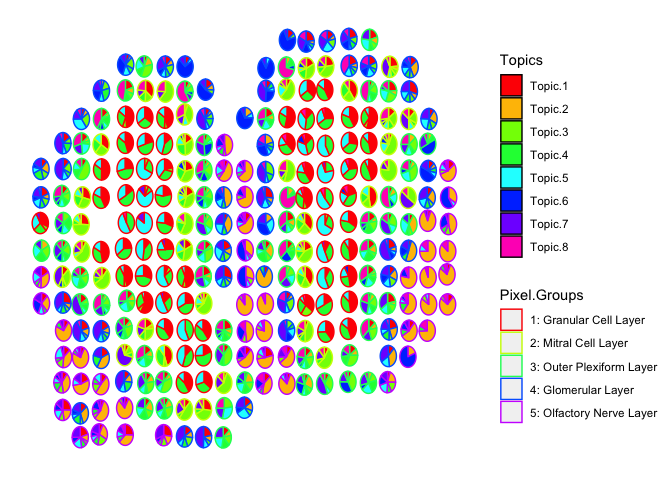 Topics
Topic.1
Topic.2
Topic.3
Topic.4
Topic.5
Topic.6
Topic.7
Topic.8
Pixel.Groups
1: Granular Cell Layer
2: Mitral Cell Layer
3: Outer Plexiform Layer
4: Glomerular Layer
5: Olfactory Nerve Layer